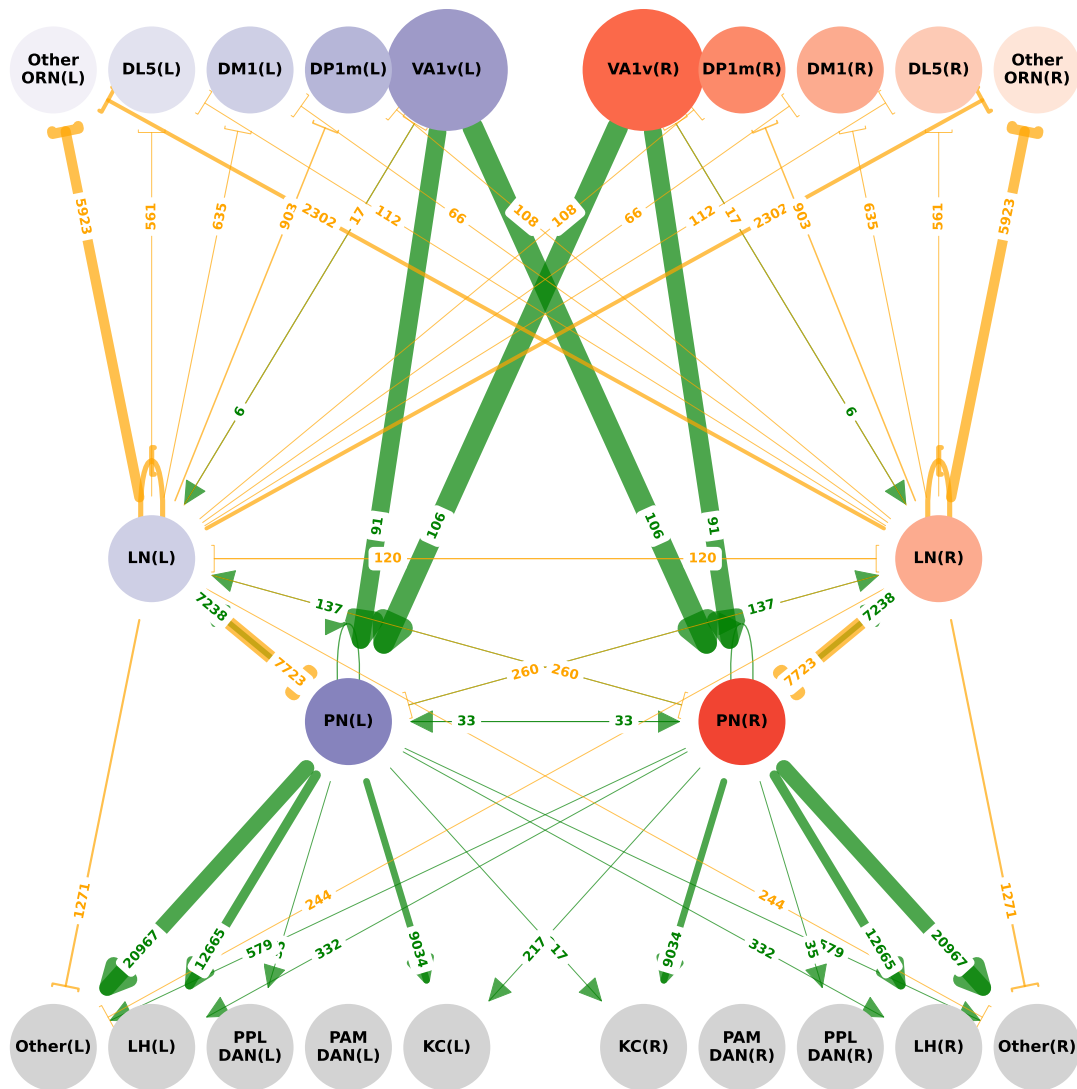 Other
ORN(L)
DL5(L)
DM1(L)
DP1m(L)
VA1v(L)
VA1v(R)
DP1m(R)
DM1(R)
DL5(R)
Other
ORN(R)
5923
561
635
903
2302
17
112
66
108
108
66
112
17
2302
903
635
561
5923
6
6
91
106
106
91
LN(L)
120
120
LN(R)
7238
137
137
7238
7723
260
260
7723
PN(L)
33
33
PN(R)
1271
244
244
1271
20967
12665
579
332
9034
217
9034
332
35
579
12665
20967
Other(L)
LH(L)
PPL
DAN(L)
PAM
DAN(L)
KC(L)
KC(R)
PAM
DAN(R)
PPL
DAN(R)
LH(R)
Other(R)